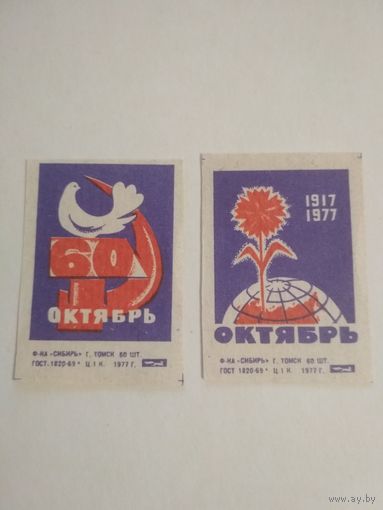 60
ОКТЯБРЬ
Ф-КА «СИБИРЬ» Г. ТОМСК 60 ШТ.
ГОСТ 1820-69* Ц. 1 К. 1977 Г.
1917
1977
ОКТЯБРЬ
Ф-КА «СИБИРЬ» Г. ТОМСК 60 ШТ.
ГОСТ 1820-69* Ц. 1 К. 1977 Г.
www.ay.by